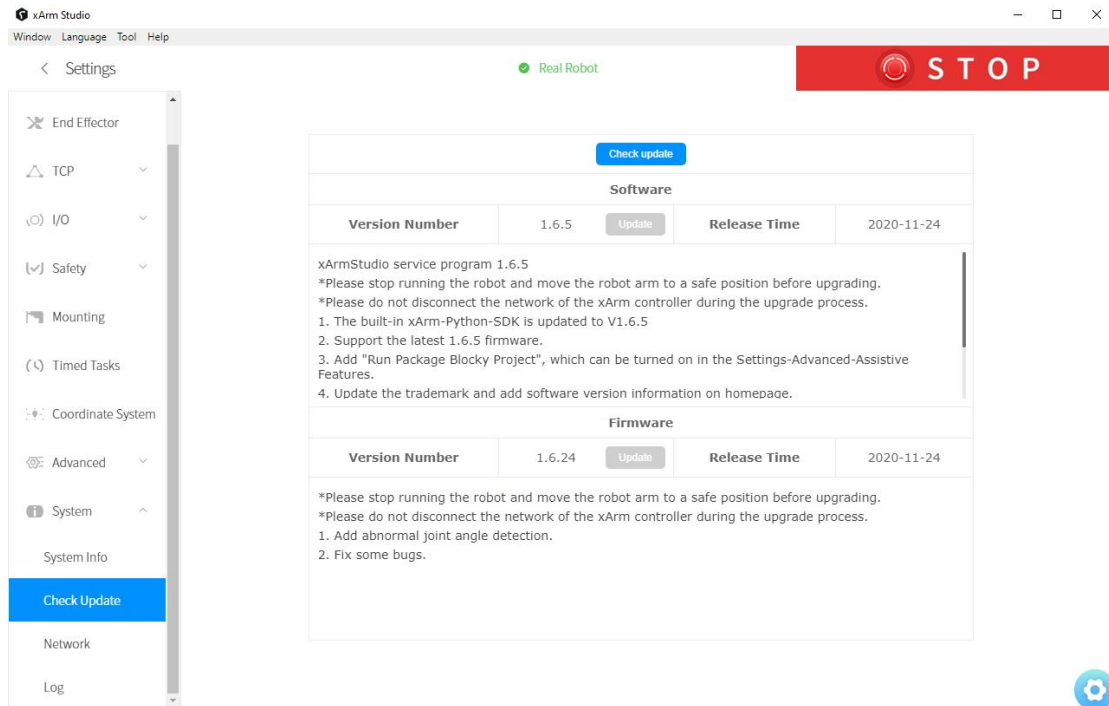 xArm Studio
Window Language Tool Help
Settings
Real Robot
STOP
End Effector
TCP
I/O
Safety
Mounting
Timed Tasks
Coordinate System
Advanced
System
System Info
Check Update
Network
Log
Check update
Software
Version Number 1.6.5 Update Release Time 2020-11-24
xArmStudio service program 1.6.5
*Please stop running the robot and move the robot arm to a safe position before upgrading.
*Please do not disconnect the network of the xArm controller during the upgrade process.
1. The built-in xArm-Python-SDK is updated to V1.6.5
2. Support the latest 1.6.5 firmware.
3. Add "Run Package Blocky Project", which can be turned on in the Settings-Advanced-Assistive
Features.
4. Update the trademark and add software version information on homepage.
Firmware
Version Number 1.6.24 Update Release Time 2020-11-24
*Please stop running the robot and move the robot arm to a safe position before upgrading.
*Please do not disconnect the network of the xArm controller during the upgrade process.
1. Add abnormal joint angle detection.
2. Fix some bugs.